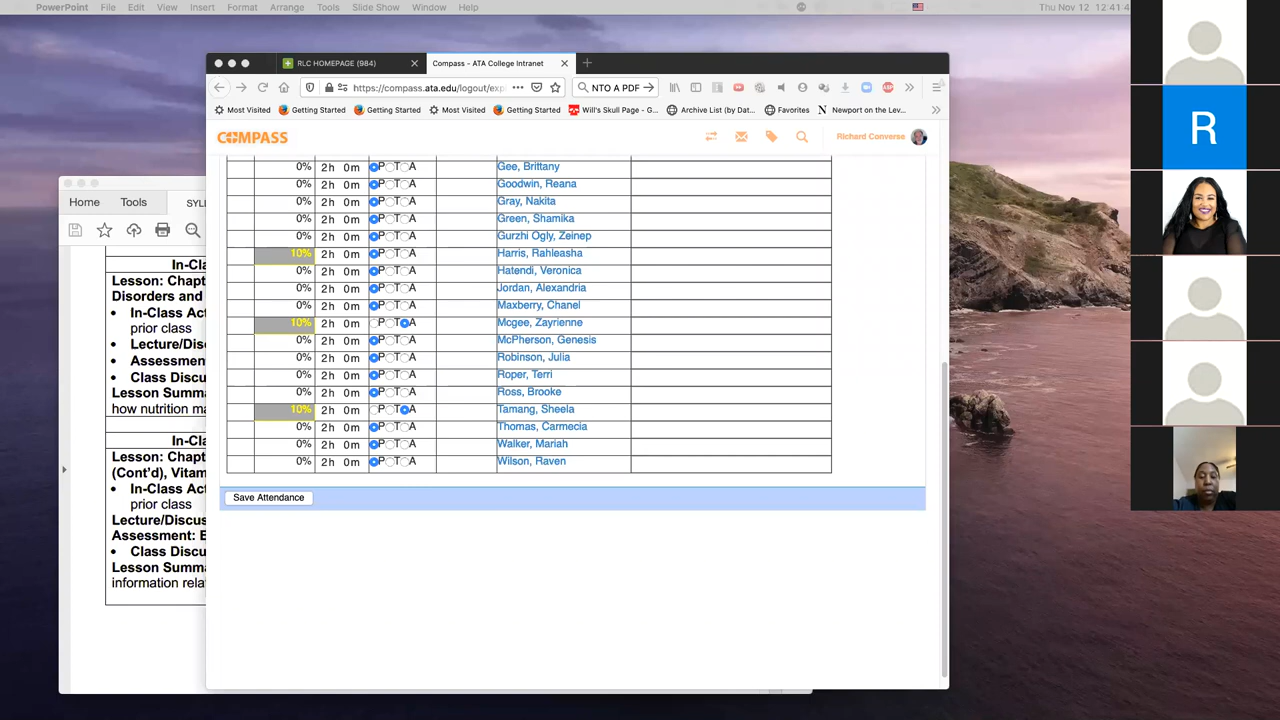 PowerPoint File Edit View Insert Format Arrange Tools Slide Show Window Help Thu Nov 12 12:41:4
RLC HOMEPAGE (984) Compass - ATA College Intranet
https://compass.ata.edu/logout/exp NTO A PDF
Most Visited Getting Started Getting Started Most Visited Getting Started Will's Skull Page - G... Archive List (by Dat... Favorites Newport on the Lev...
COMPASS Richard Converse
0% 2h 0m P T A Gee, Brittany
0% 2h 0m P T A Goodwin, Reana
0% 2h 0m P T A Gray, Nakita
0% 2h 0m P T A Green, Shamika
0% 2h 0m P T A Gurzhi Ogly, Zeinep
10% 2h 0m P T A Harris, Rahleasha
0% 2h 0m P T A Hatendi, Veronica
0% 2h 0m P T A Jordan, Alexandria
0% 2h 0m P T A Maxberry, Chanel
10% 2h 0m P T A Mcgee, Zayrienne
0% 2h 0m P T A McPherson, Genesis
0% 2h 0m P T A Robinson, Julia
0% 2h 0m P T A Roper, Terri
0% 2h 0m P T A Ross, Brooke
10% 2h 0m P T A Tamang, Sheela
0% 2h 0m P T A Thomas, Carmecia
0% 2h 0m P T A Walker, Mariah
0% 2h 0m P T A Wilson, Raven
Save Attendance
Home Tools SYL
In-Cla
Lesson: Chapt
Disorders and
• In-Class Act
prior class
• Lecture/Disc
• Assessment
• Class Discu
Lesson Summa
how nutrition ma
In-Cla
Lesson: Chapt
(Cont'd), Vitam
• In-Class Act
prior class
Lecture/Discus
Assessment: E
• Class Discu
Lesson Summa
information rela
R